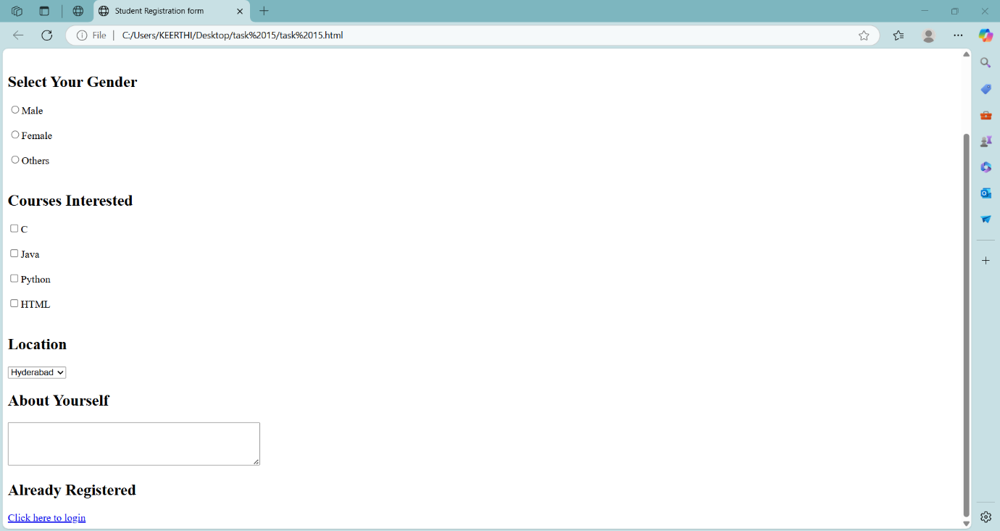 Student Registration form
File C:/Users/KEERTHI/Desktop/task%2015/task%2015.html
Select Your Gender
Male
Female
Others
Courses Interested
C
Java
Python
HTML
Location
Hyderabad
About Yourself
Already Registered
Click here to login